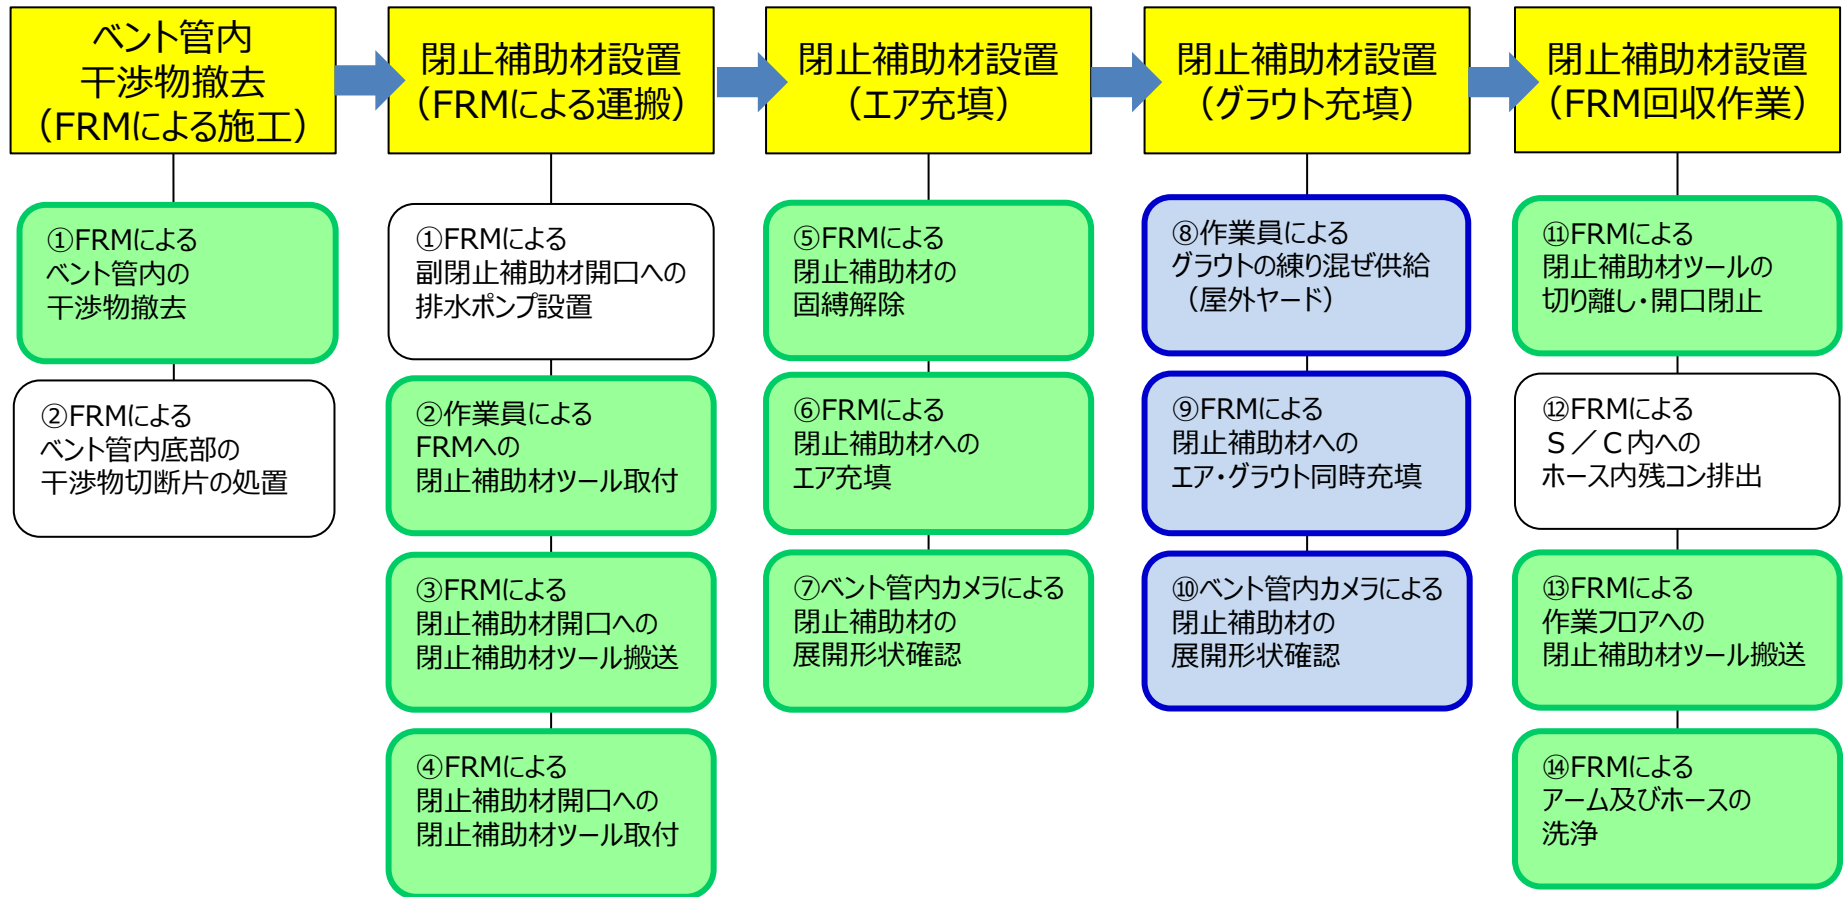 ベント管内
干渉物撤去
（FRMによる施工）
閉止補助材設置
（FRMによる運搬）
閉止補助材設置
（エア充填）
閉止補助材設置
（グラウト充填）
閉止補助材設置
（FRM回収作業）
①FRMによる
ベント管内の
干渉物撤去
②FRMによる
ベント管内底部の
干渉物切断片の処置
①FRMによる
副閉止補助材開口への
排水ポンプ設置
②作業員による
FRMへの
閉止補助材ツール取付
③FRMによる
閉止補助材開口への
閉止補助材ツール搬送
④FRMによる
閉止補助材開口への
閉止補助材ツール取付
⑤FRMによる
閉止補助材の
固縛解除
⑥FRMによる
閉止補助材への
エア充填
⑦ベント管内カメラによる
閉止補助材の
展開形状確認
⑧作業員による
グラウトの練り混ぜ供給
（屋外ヤード）
⑨FRMによる
閉止補助材への
エア・グラウト同時充填
⑩ベント管内カメラによる
閉止補助材の
展開形状確認
⑪FRMによる
閉止補助材ツールの
切り離し・開口閉止
⑫FRMによる
Ｓ／Ｃ内への
ホース内残コン排出
⑬FRMによる
作業フロアへの
閉止補助材ツール搬送
⑭FRMによる
アーム及びホースの
洗浄